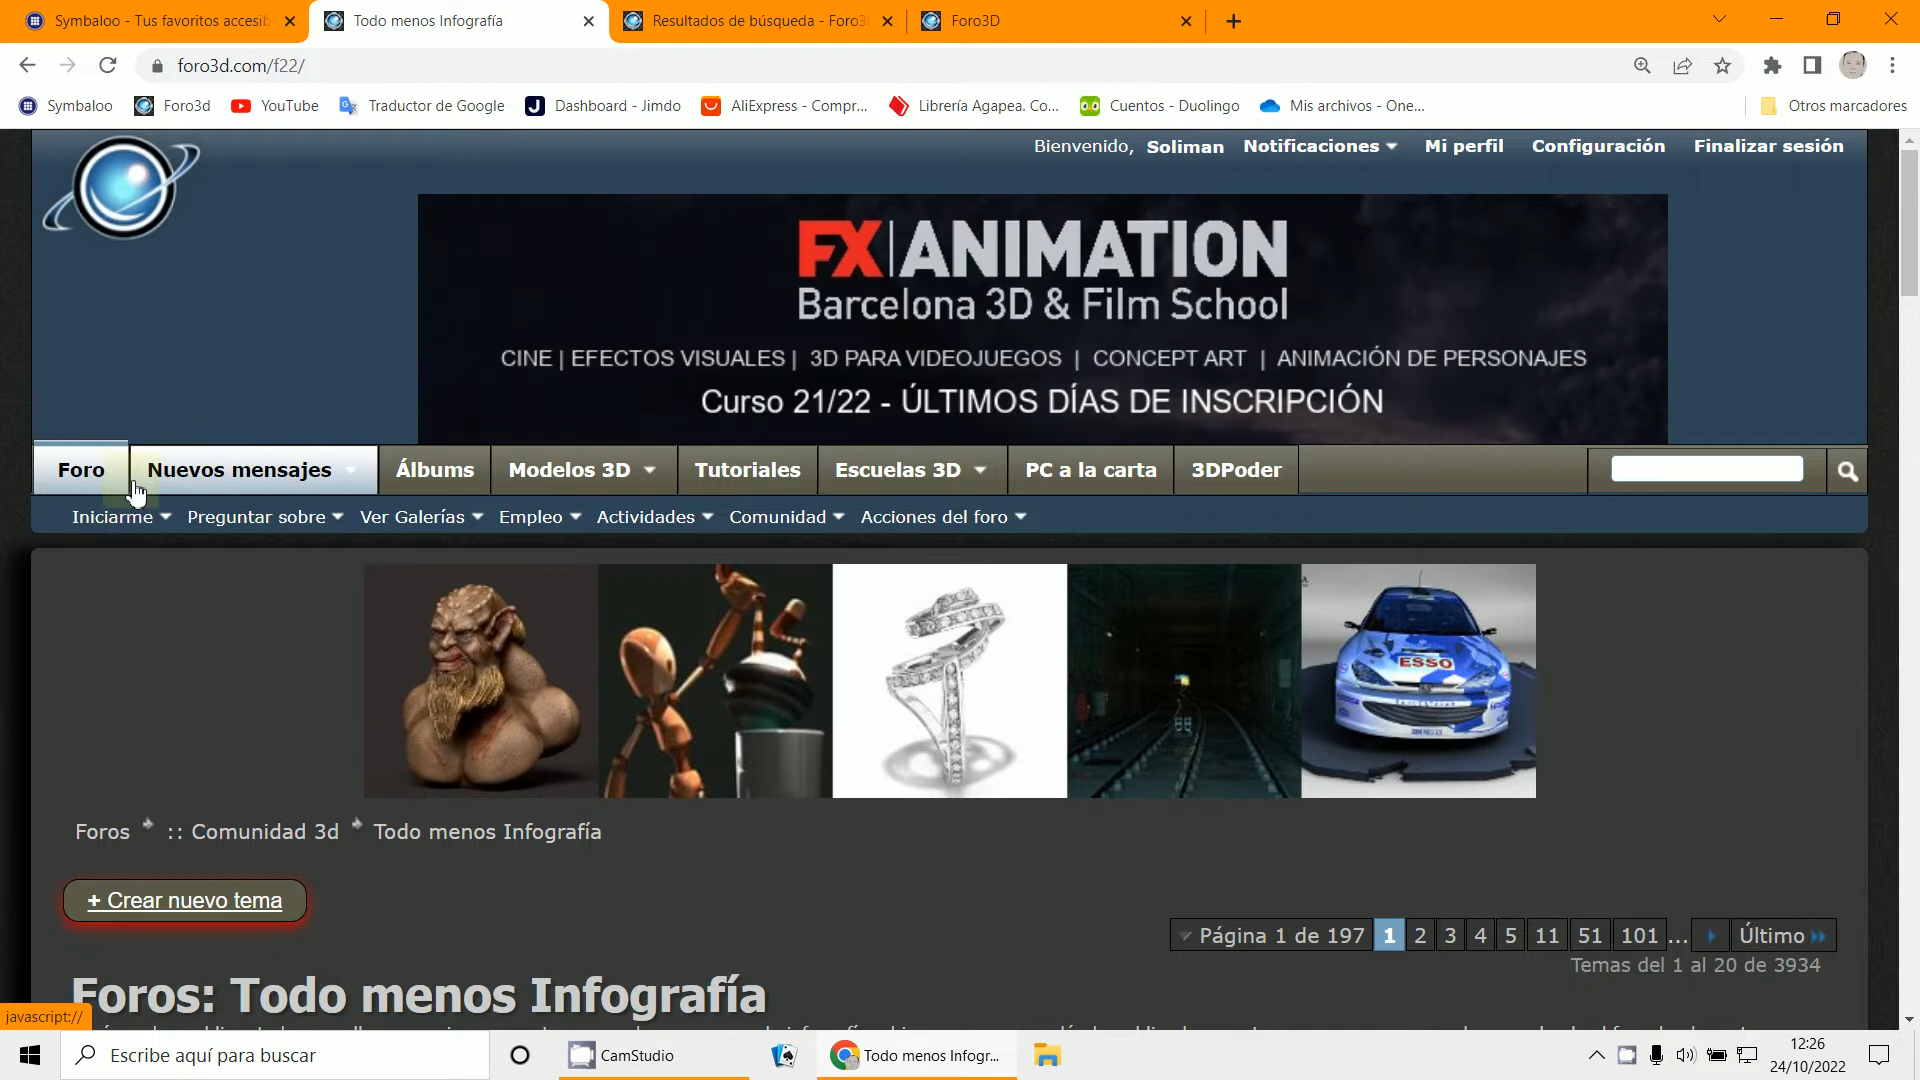 Symbaloo - Tus favoritos accesib
Todo menos Infografía
Resultados de búsqueda - Foro3
Foro3D
foro3d.com/f22/
Symbaloo
Foro3d
YouTube
Traductor de Google
Dashboard - Jimdo
AliExpress - Compr...
Librería Agapea. Co...
Cuentos - Duolingo
Mis archivos - One...
Otros marcadores
Bienvenido, Soliman Notificaciones Mi perfil Configuración Finalizar sesión
FX|ANIMATION
Barcelona 3D & Film School
CINE | EFECTOS VISUALES | 3D PARA VIDEOJUEGOS | CONCEPT ART | ANIMACIÓN DE PERSONAJES
Curso 21/22 - ÚLTIMOS DÍAS DE INSCRIPCIÓN
Foro Nuevos mensajes Álbums Modelos 3D Tutoriales Escuelas 3D PC a la carta 3DPoder
Iniciarme Preguntar sobre Ver Galerías Empleo Actividades Comunidad Acciones del foro
ESSO
Foros :: Comunidad 3d Todo menos Infografía
+ Crear nuevo tema
Página 1 de 197 1 2 3 4 5 11 51 101 ... Último
Temas del 1 al 20 de 3934
Foros: Todo menos Infografía
javascript://
Escribe aquí para buscar
CamStudio
Todo menos Infogr...
12:26
24/10/2022